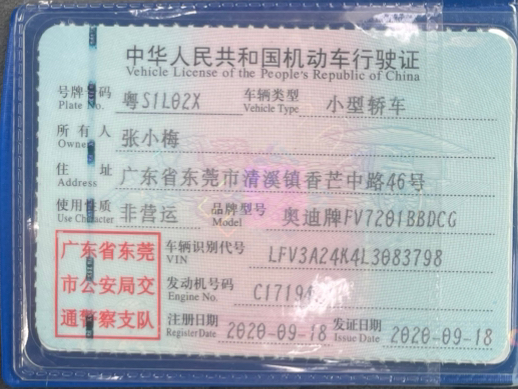 中华人民共和国机动车行驶证
Vehicle License of the People's Republic of China
号牌号码 粤S1L02X 车辆类型 小型轿车
Plate No. Vehicle Type
所有人 张小梅
Owner
住址 广东省东莞市清溪镇香芒中路46号
Address
使用性质 非营运 品牌型号 奥迪牌FV7201BBDCG
Use Character Model
广东省东莞
市公安局交
通警察支队
车辆识别代号 LFV3A24K4L3083798
VIN
发动机号码
Engine No.
注册日期 2020-09-18 发证日期 2020-09-18
Register Date Issue Date